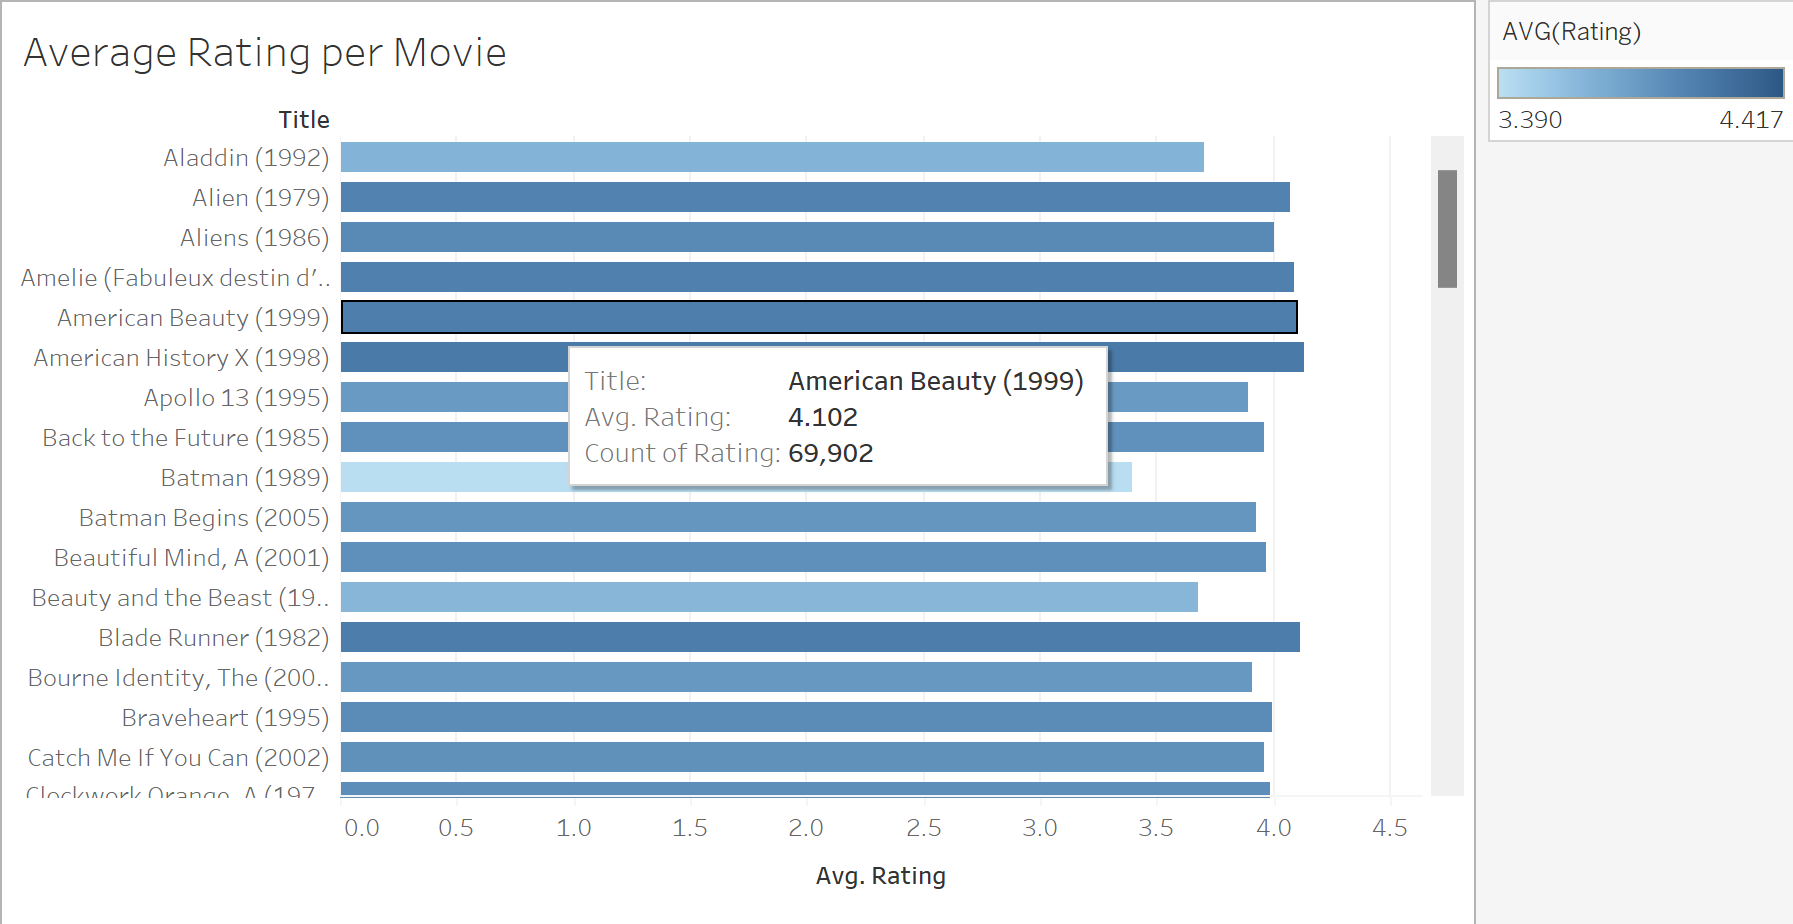 Average Rating per Movie
AVG(Rating)
3.390 4.417
Title
Aladdin (1992)
Alien (1979)
Aliens (1986)
Amelie (Fabuleux destin d’..
American Beauty (1999)
American History X (1998)
Apollo 13 (1995)
Back to the Future (1985)
Batman (1989)
Batman Begins (2005)
Beautiful Mind, A (2001)
Beauty and the Beast (19..
Blade Runner (1982)
Bourne Identity, The (200..
Braveheart (1995)
Catch Me If You Can (2002)
Clockwork Orange, A (197..
Title: American Beauty (1999)
Avg. Rating: 4.102
Count of Rating: 69,902
0.0 0.5 1.0 1.5 2.0 2.5 3.0 3.5 4.0 4.5
Avg. Rating